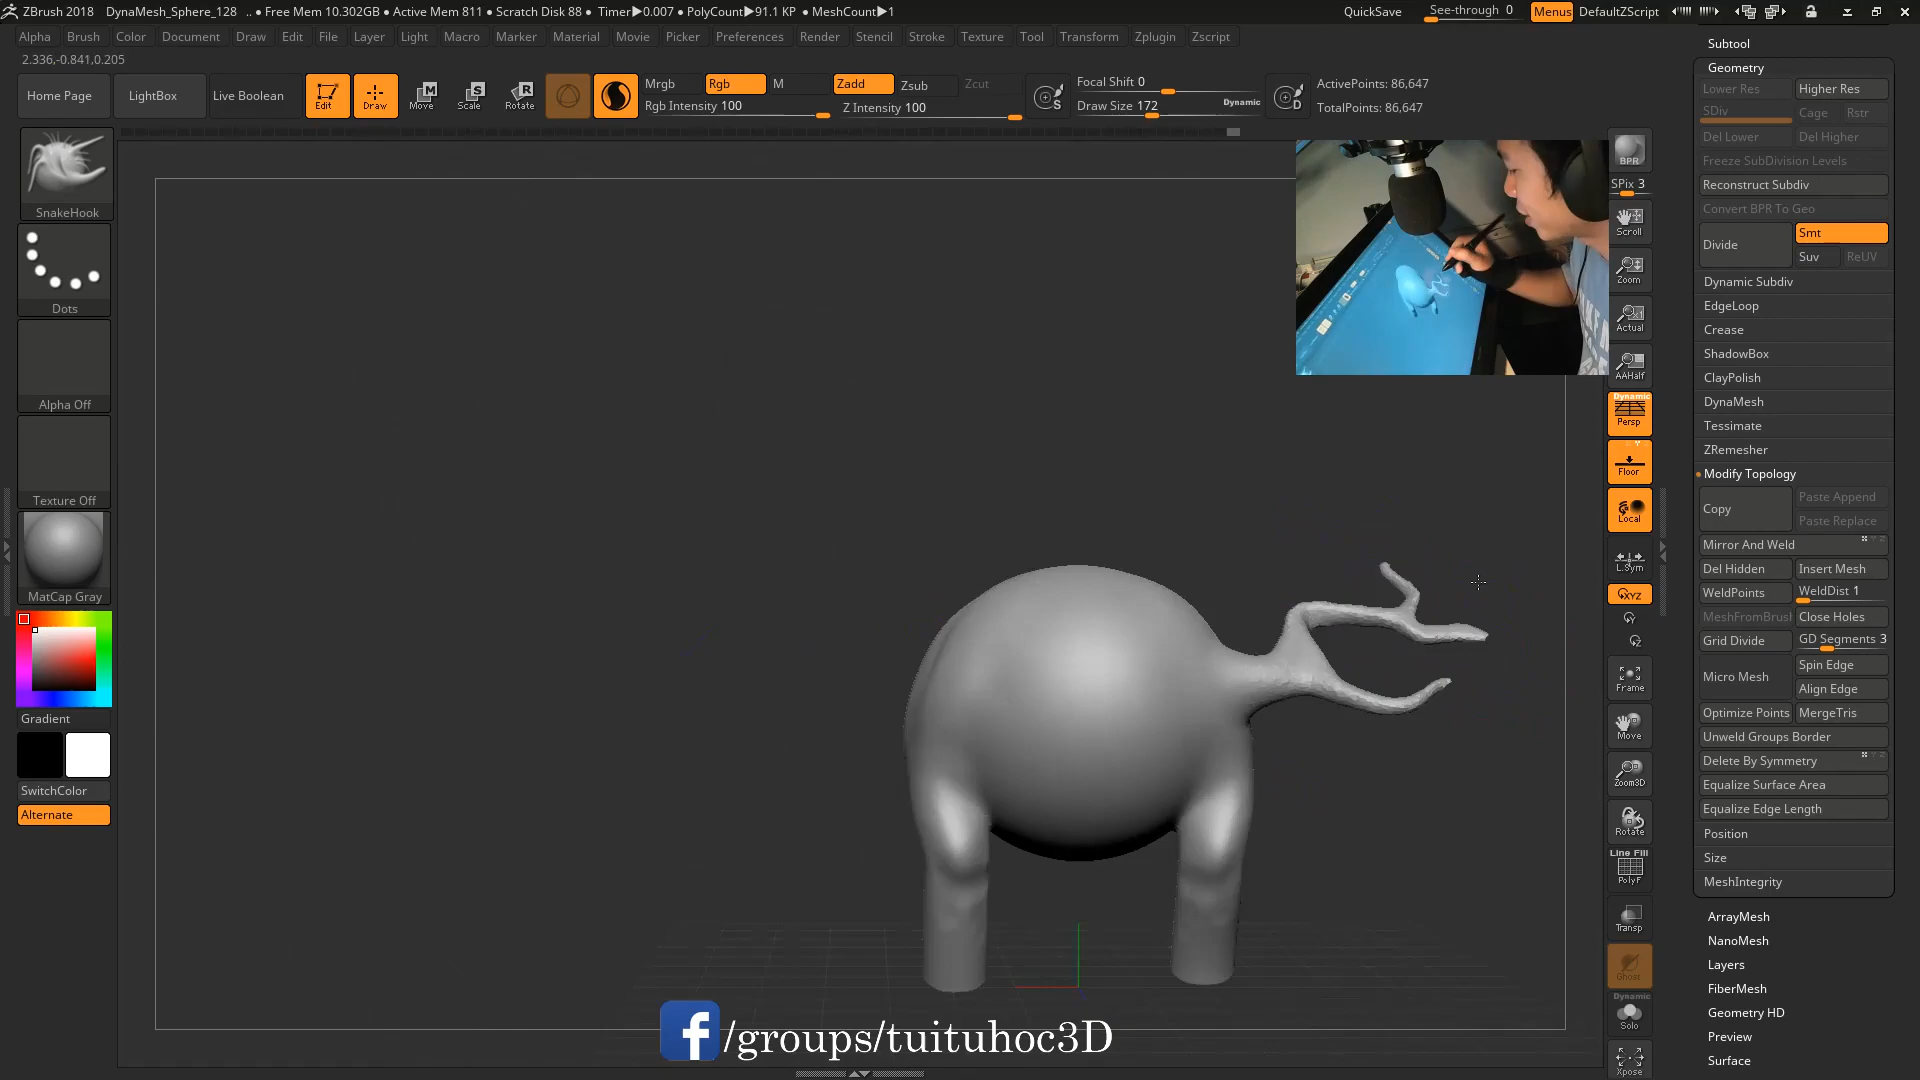 ZBrush 2018 DynaMesh_Sphere_128 .. • Free Mem 10.302GB • Active Mem 811 • Scratch Disk 88 • Timer▶0.007 • PolyCount▶91.1 KP • MeshCount▶1 QuickSave See-through 0 Menus DefaultZScript
Alpha Brush Color Document Draw Edit File Layer Light Macro Marker Material Movie Picker Preferences Render Stencil Stroke Texture Tool Transform Zplugin Zscript
2.336,-0.841,0.205
Home Page LightBox Live Boolean Edit Draw Move Scale Rotate
Mrgb Rgb M Zadd Zsub Zcut
Rgb Intensity 100 Z Intensity 100
S
Focal Shift 0
Draw Size 172 Dynamic
D
ActivePoints: 86,647
TotalPoints: 86,647
SnakeHook
Dots
Alpha Off
Texture Off
MatCap Gray
Gradient
SwitchColor
Alternate
BPR
SPix 3
Scroll
Zoom
Actual
AAHalf
Dynamic
Persp
Floor
Local
L.Sym
XYZ
Y
Z
Frame
Move
Zoom3D
Rotate
Line Fill
PolyF
Transp
Ghost
Dynamic
Solo
Xpose
Subtool
Geometry
Lower Res Higher Res
SDiv Cage Rstr
Del Lower Del Higher
Freeze SubDivision Levels
Reconstruct Subdiv
Convert BPR To Geo
Divide Smt
Suv ReUV
Dynamic Subdiv
EdgeLoop
Crease
ShadowBox
ClayPolish
DynaMesh
Tessimate
ZRemesher
Modify Topology
Copy Paste Append
Paste Replace
Mirror And Weld
Del Hidden Insert Mesh
WeldPoints WeldDist 1
MeshFromBrush Close Holes
Grid Divide GD Segments 3
Micro Mesh Spin Edge
Align Edge
Optimize Points MergeTris
Unweld Groups Border
Delete By Symmetry
Equalize Surface Area
Equalize Edge Length
Position
Size
MeshIntegrity
ArrayMesh
NanoMesh
Layers
FiberMesh
Geometry HD
Preview
Surface
f /groups/tuituhoc3D